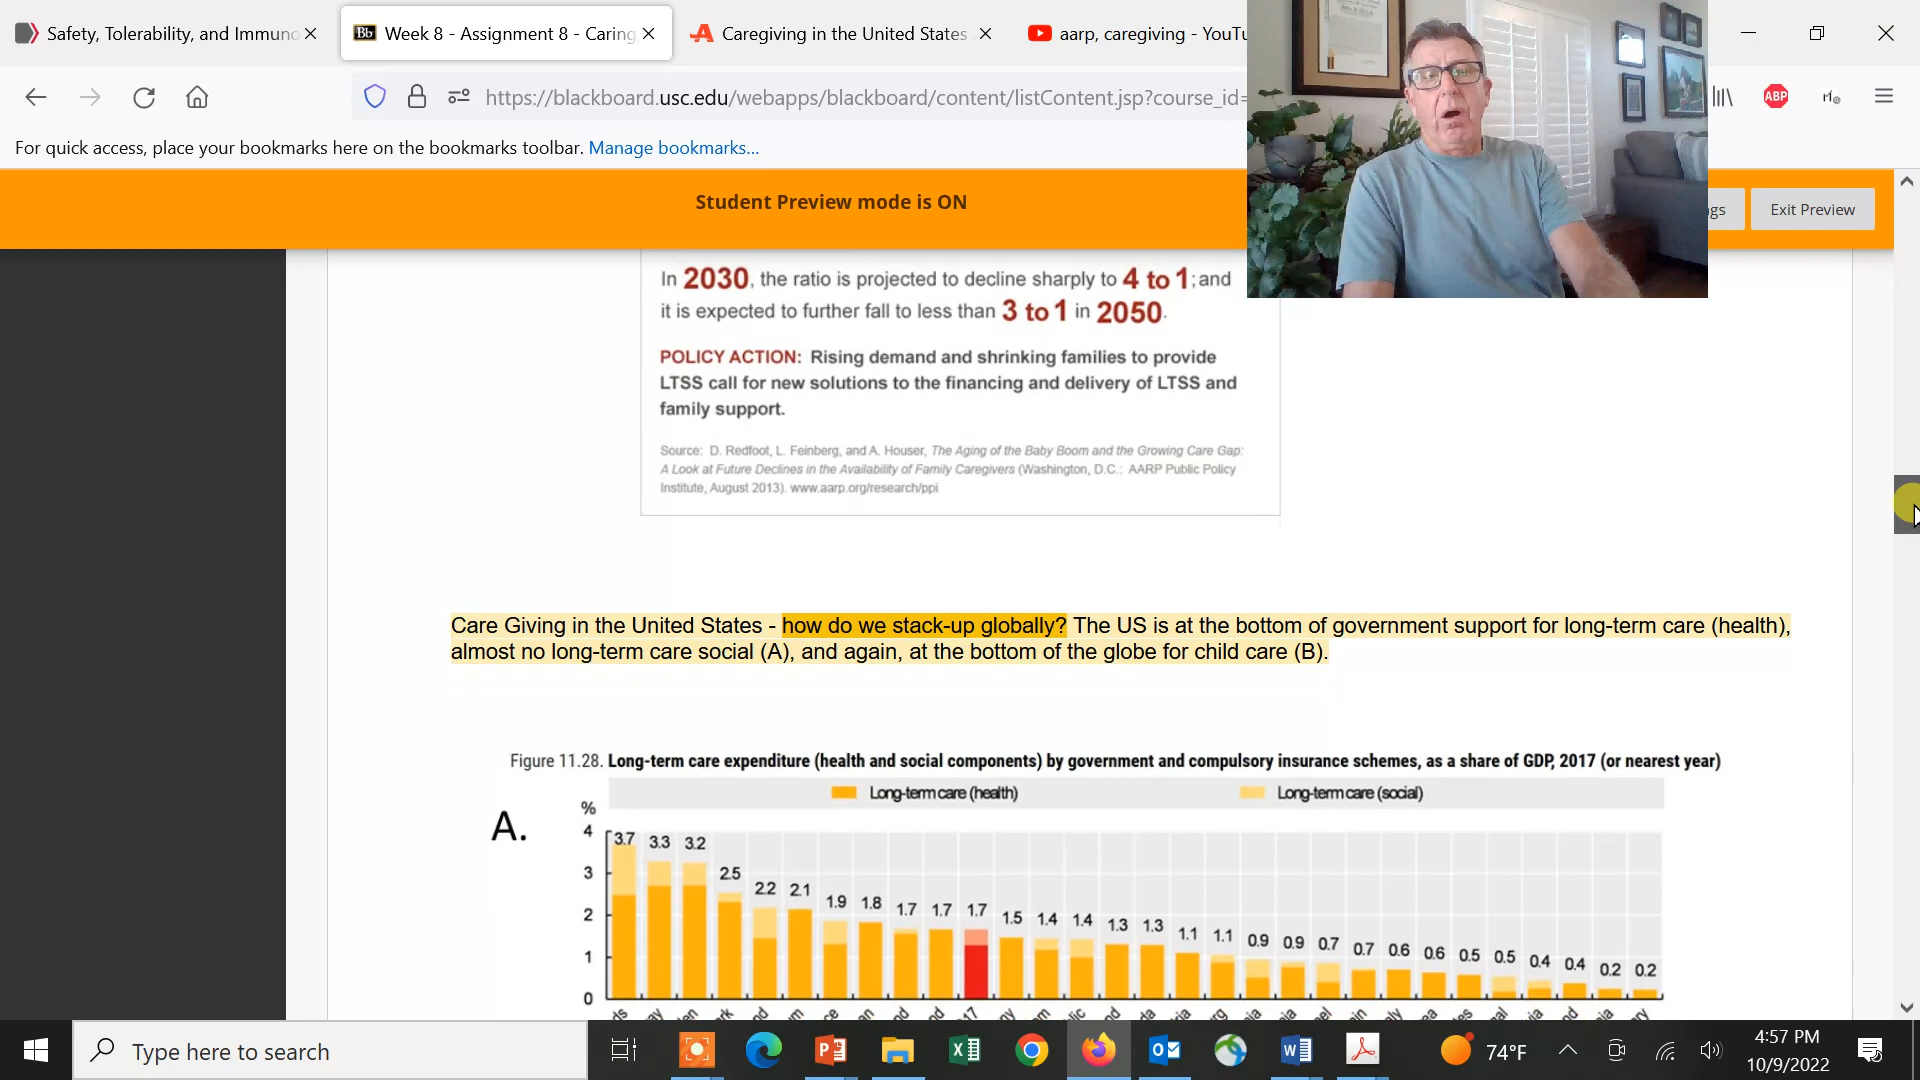 Safety, Tolerability, and Immuno
Week 8 - Assignment 8 - Caring
Caregiving in the United States
aarp, caregiving - YouTu
https://blackboard.usc.edu/webapps/blackboard/content/listContent.jsp?course_id=
ABP
For quick access, place your bookmarks here on the bookmarks toolbar. Manage bookmarks...
Student Preview mode is ON
gs
Exit Preview
In 2030, the ratio is projected to decline sharply to 4 to 1; and
it is expected to further fall to less than 3 to 1 in 2050.
POLICY ACTION: Rising demand and shrinking families to provide
LTSS call for new solutions to the financing and delivery of LTSS and
family support.
Source: D. Redfoot, L. Feinberg, and A. Houser, The Aging of the Baby Boom and the Growing Care Gap:
A Look at Future Declines in the Availability of Family Caregivers (Washington, D.C.: AARP Public Policy
Institute, August 2013). www.aarp.org/research/ppi
Care Giving in the United States - how do we stack-up globally? The US is at the bottom of government support for long-term care (health),
almost no long-term care social (A), and again, at the bottom of the globe for child care (B).
Figure 11.28. Long-term care expenditure (health and social components) by government and compulsory insurance schemes, as a share of GDP, 2017 (or nearest year)
Long-term care (health) Long-term care (social)
A.
%
4
3
2
1
0
3.7 3.3 3.2 2.5 2.2 2.1 1.9 1.8 1.7 1.7 1.7 1.5 1.4 1.4 1.3 1.3 1.1 1.1 0.9 0.9 0.7 0.7 0.6 0.6 0.5 0.5 0.4 0.4 0.2 0.2
Type here to search
74°F
4:57 PM
10/9/2022